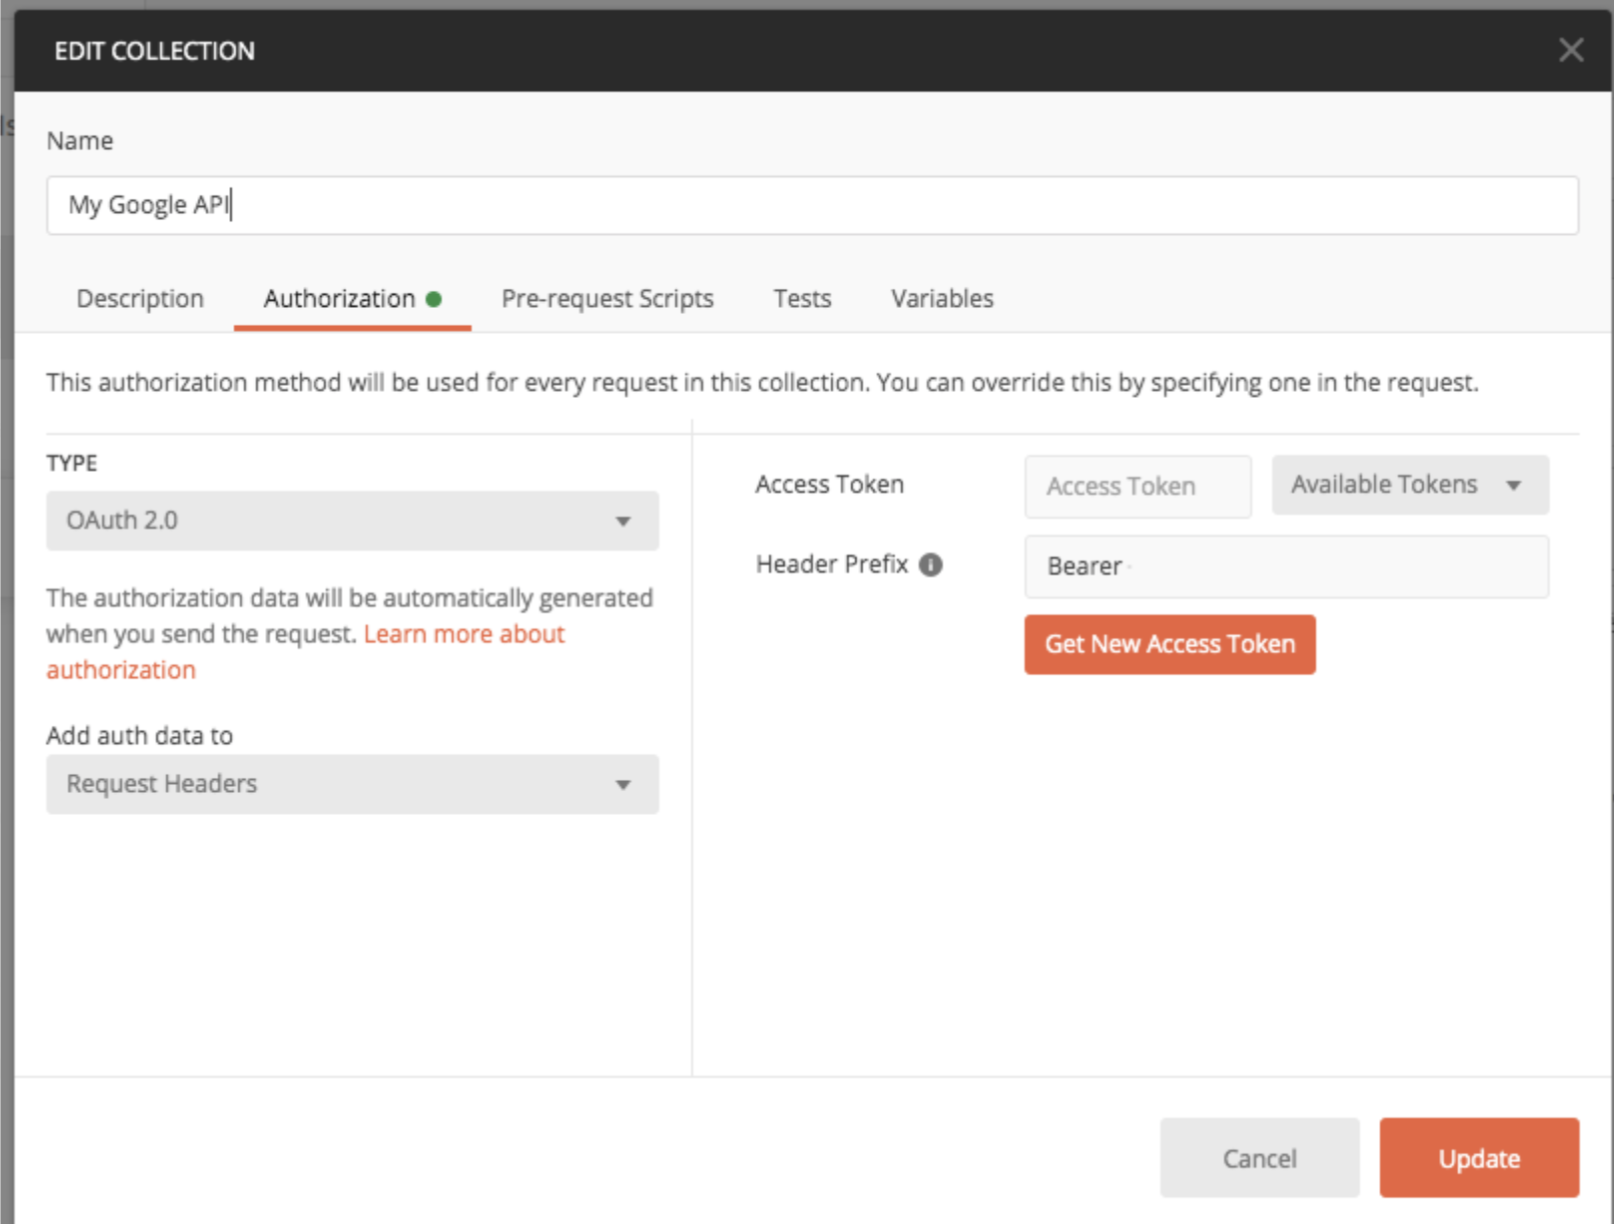 EDIT COLLECTION
Name
My Google API
Description Authorization Pre-request Scripts Tests Variables
This authorization method will be used for every request in this collection. You can override this by specifying one in the request.
TYPE
OAuth 2.0
The authorization data will be automatically generated
when you send the request. Learn more about
authorization
Add auth data to
Request Headers
Access Token Access Token Available Tokens
Header Prefix Bearer
Get New Access Token
Cancel Update